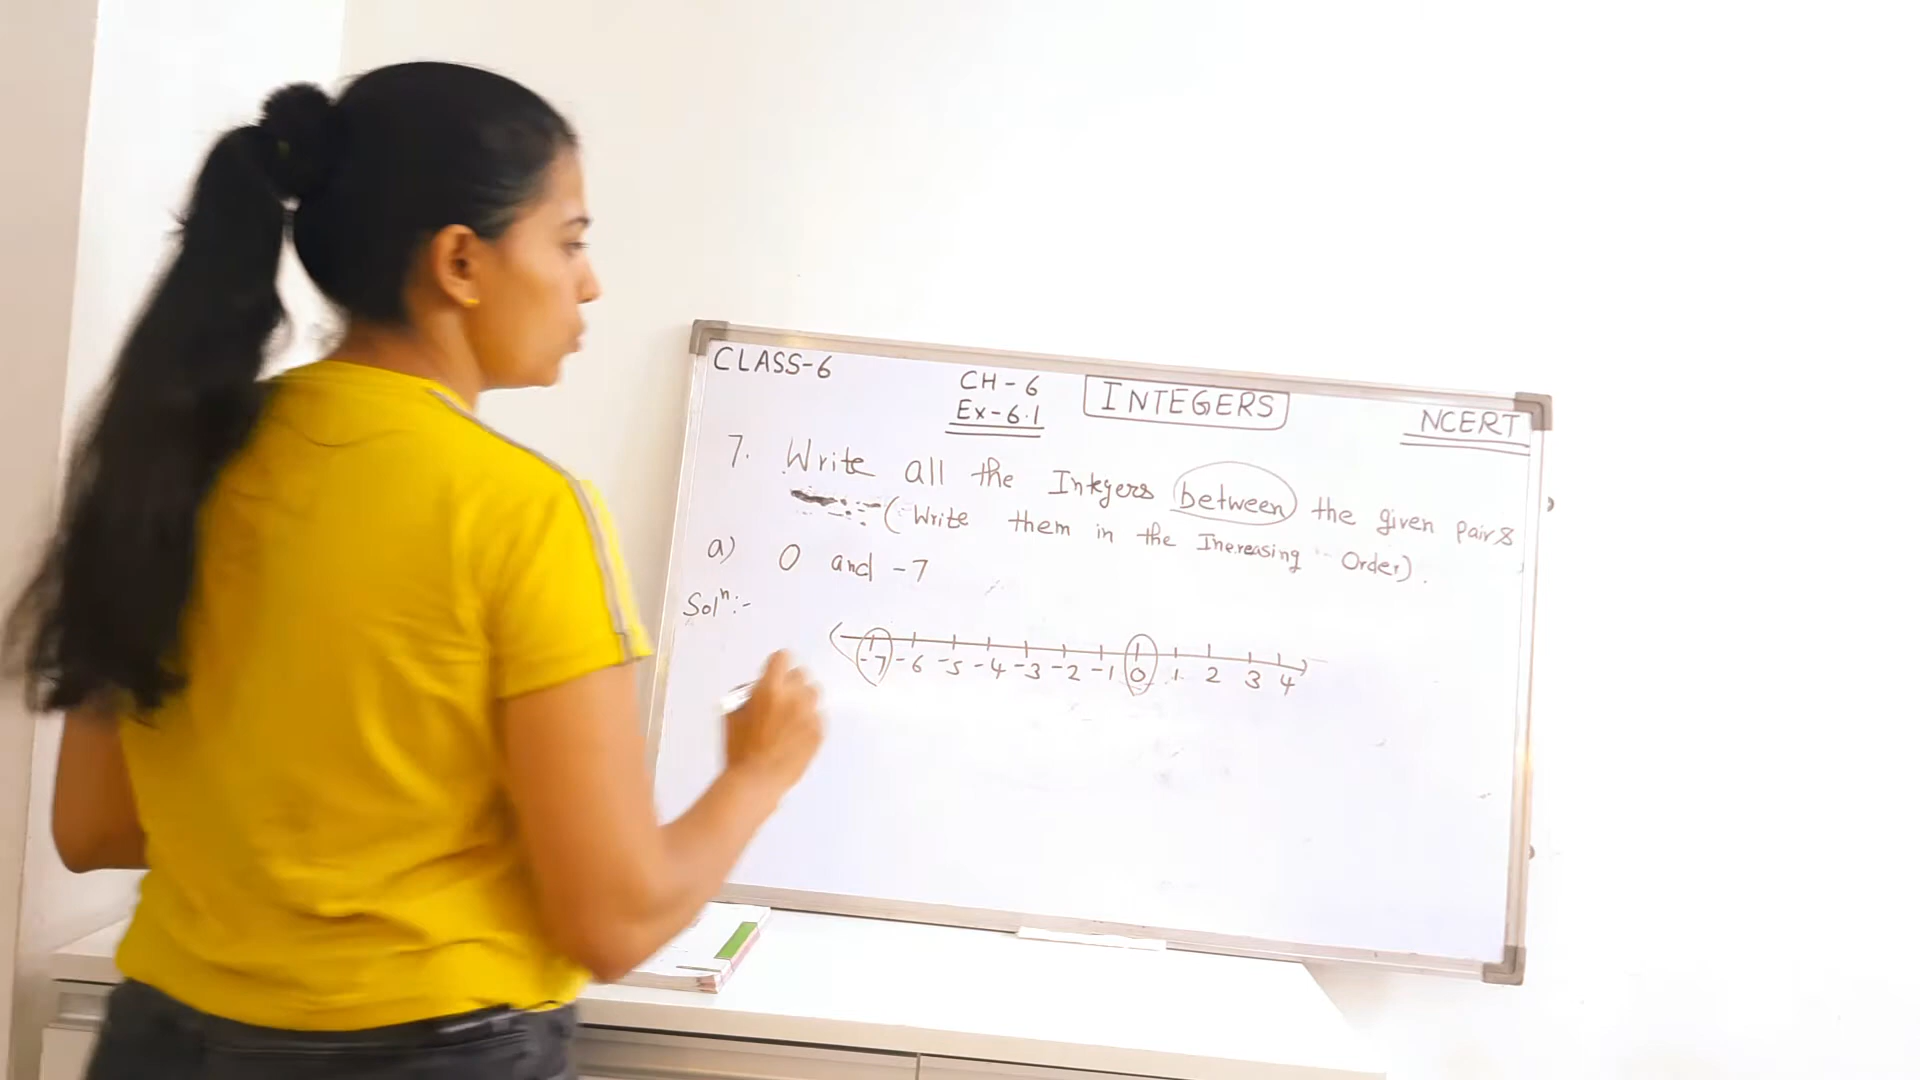 CLASS-6
CH-6
Ex-6.1
INTEGERS
NCERT
7. Write all the Integers between the given pairs
(Write them in the Increasing Order).
a) 0 and -7
Solⁿ:-
-7 -6 -5 -4 -3 -2 -1 0 1 2 3 4